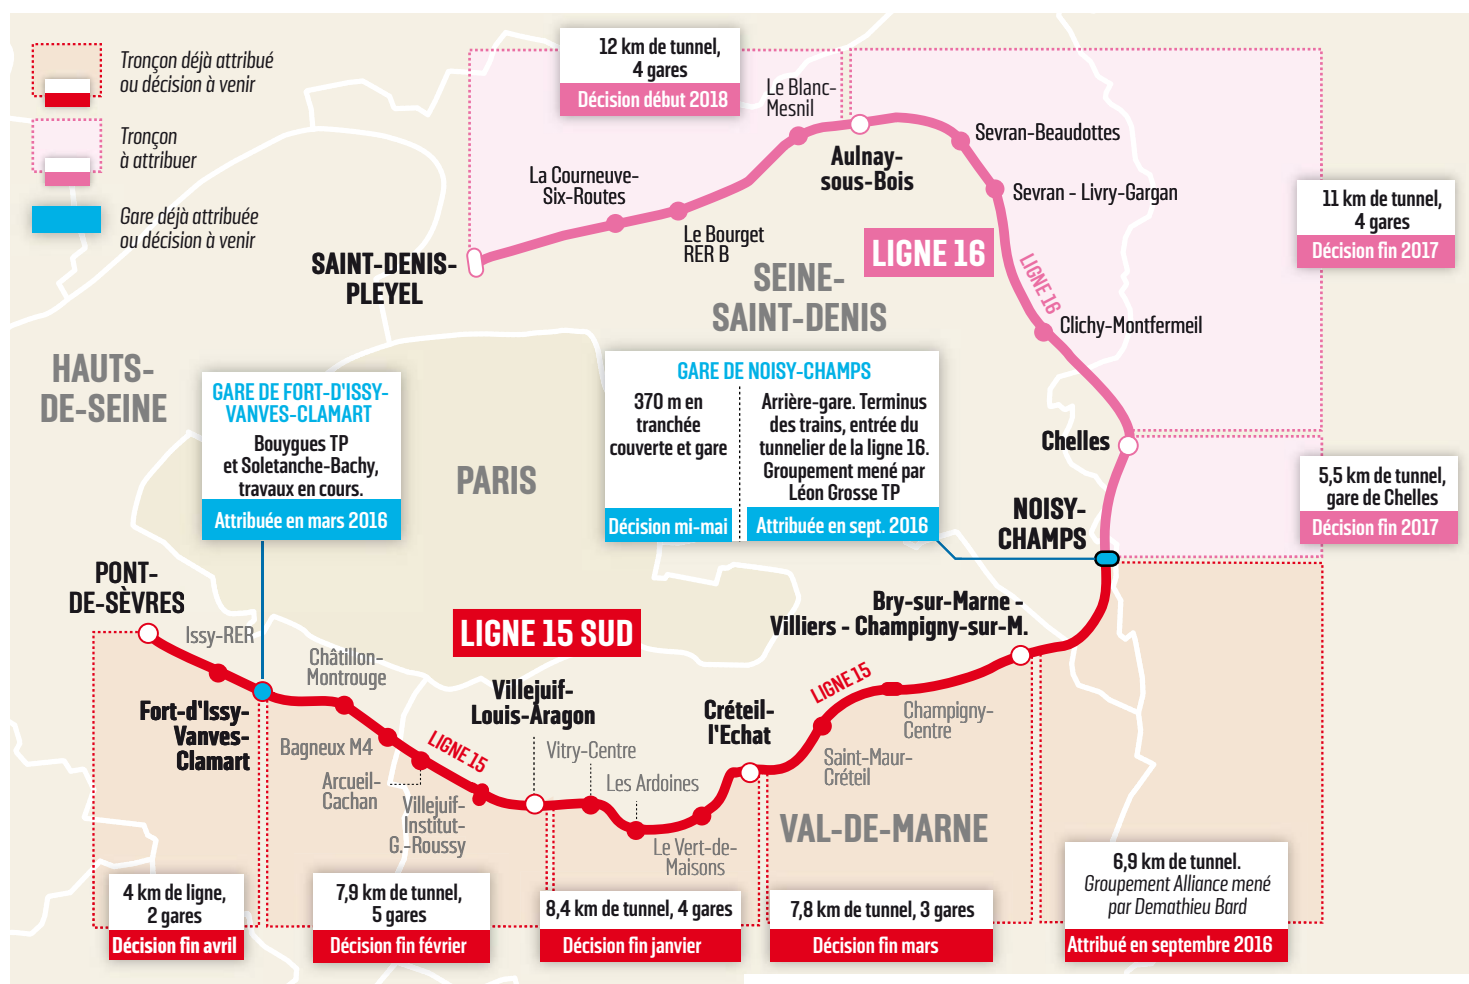 Tronçon déjà attribué
ou décision à venir
Tronçon
à attribuer
Gare déjà attribuée
ou décision à venir
12 km de tunnel,
4 gares
Décision début 2018
Le Blanc-
Mesnil
Aulnay-
sous-Bois
Sevran-Beaudottes
Sevran - Livry-Gargan
La Courneuve-
Six-Routes
Le Bourget
RER B
SAINT-DENIS-
PLEYEL
LIGNE 16
LIGNE 16
11 km de tunnel,
4 gares
Décision fin 2017
SEINE-
SAINT-DENIS
Clichy-Montfermeil
HAUTS-
DE-SEINE
GARE DE FORT-D'ISSY-
VANVES-CLAMART
Bouygues TP
et Soletanche-Bachy,
travaux en cours.
Attribuée en mars 2016
PARIS
GARE DE NOISY-CHAMPS
370 m en
tranchée
couverte et gare
Décision mi-mai
Arrière-gare. Terminus
des trains, entrée du
tunnelier de la ligne 16.
Groupement mené par
Léon Grosse TP
Attribuée en sept. 2016
Chelles
5,5 km de tunnel,
gare de Chelles
Décision fin 2017
NOISY-
CHAMPS
PONT-
DE-SÈVRES
Issy-RER
LIGNE 15 SUD
Bry-sur-Marne -
Villiers - Champigny-sur-M.
Châtillon-
Montrouge
Fort-d'Issy-
Vanves-
Clamart
Bagneux M4
Arcueil-
Cachan
LIGNE 15
Villejuif-
Institut-
G.-Roussy
Villejuif-
Louis-Aragon
Vitry-Centre
Les Ardoines
Le Vert-de-
Maisons
Créteil-
l'Echat
LIGNE 15
Saint-Maur-
Créteil
Champigny-
Centre
VAL-DE-MARNE
4 km de ligne,
2 gares
Décision fin avril
7,9 km de tunnel,
5 gares
Décision fin février
8,4 km de tunnel, 4 gares
Décision fin janvier
7,8 km de tunnel, 3 gares
Décision fin mars
6,9 km de tunnel.
Groupement Alliance mené
par Demathieu Bard
Attribué en septembre 2016